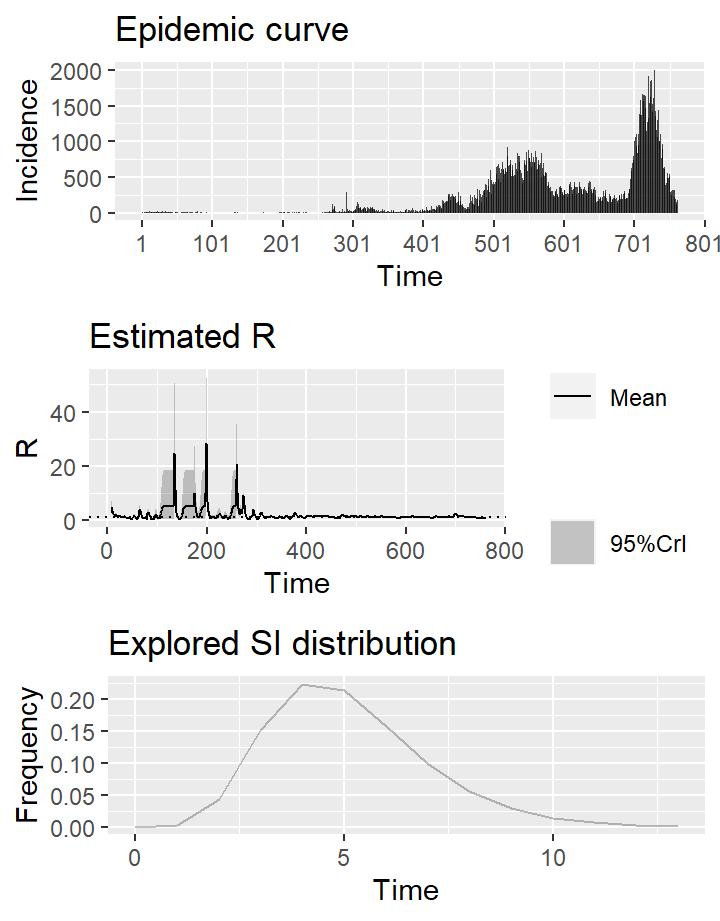 Epidemic curve
Incidence
2000
1500
1000
500
0
1 101 201 301 401 501 601 701 801
Time
Estimated R
R
40
20
0
0 200 400 600 800
Time
Mean
95%CrI
Explored SI distribution
Frequency
0.20
0.15
0.10
0.05
0.00
0 5 10
Time